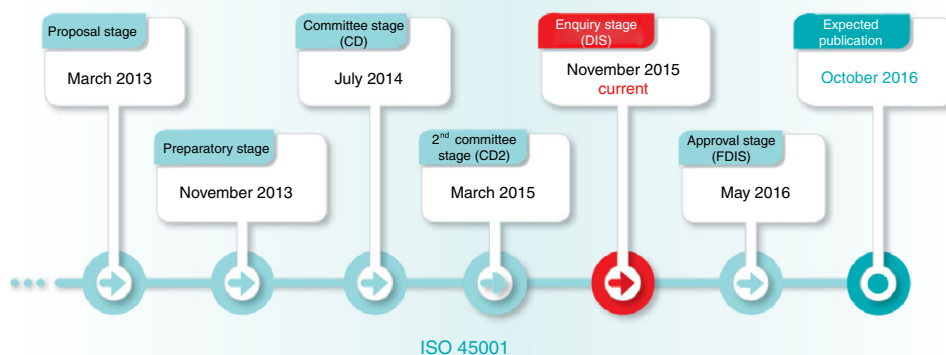 Proposal stage
March 2013
Preparatory stage
November 2013
Committee stage
(CD)
July 2014
2nd committee
stage (CD2)
March 2015
Enquiry stage
(DIS)
November 2015
current
Approval stage
(FDIS)
May 2016
Expected
publication
October 2016
ISO 45001